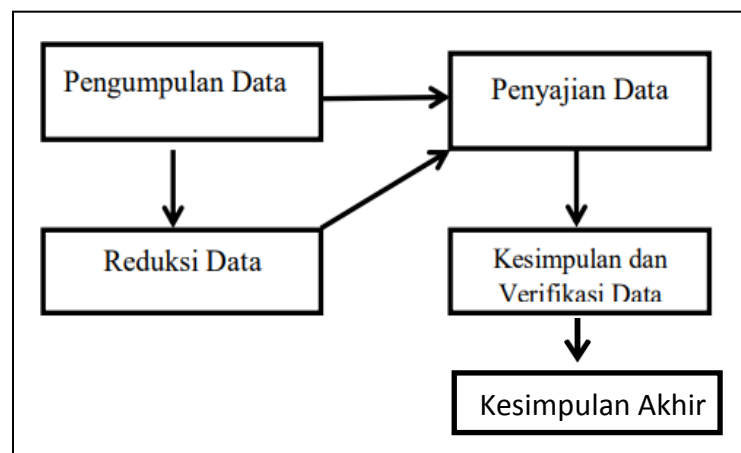 Pengumpulan Data
Penyajian Data
Reduksi Data
Kesimpulan dan
Verifikasi Data
Kesimpulan Akhir